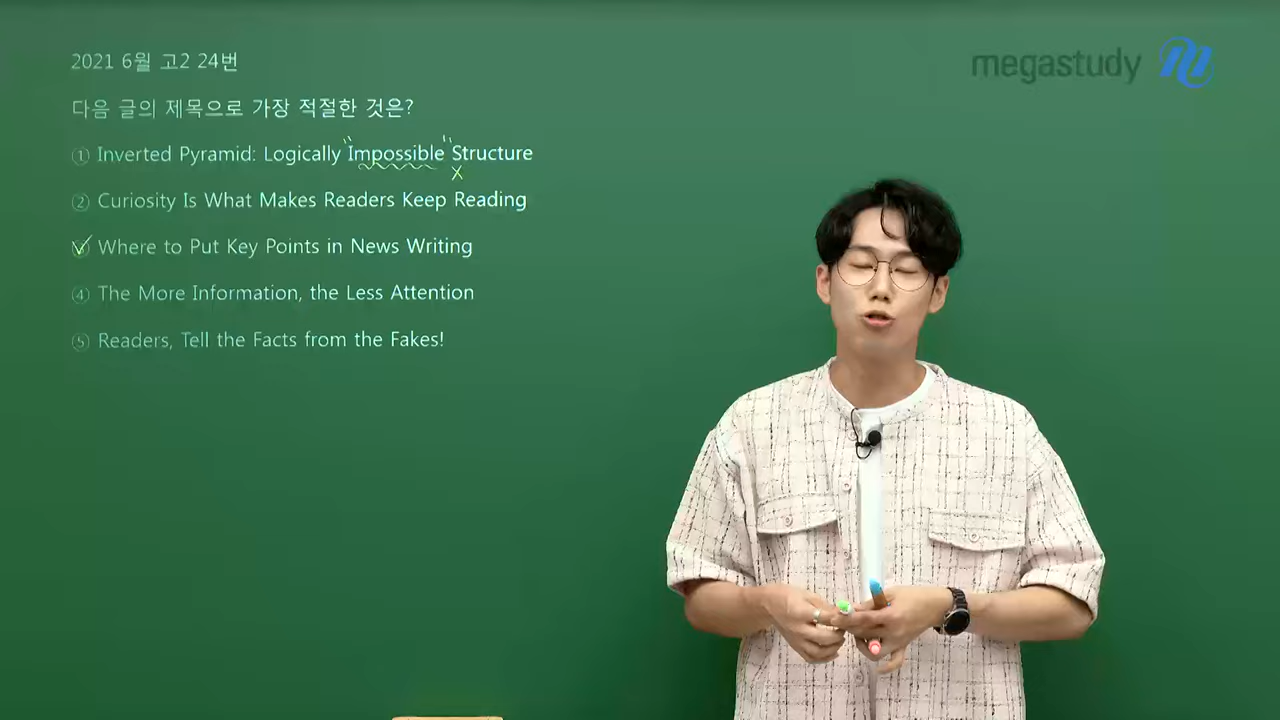 2021 6월 고2 24번
megastudy
다음 글의 제목으로 가장 적절한 것은?
① Inverted Pyramid: Logically "Impossible" Structure
X
② Curiosity Is What Makes Readers Keep Reading
Where to Put Key Points in News Writing
④ The More Information, the Less Attention
⑤ Readers, Tell the Facts from the Fakes!